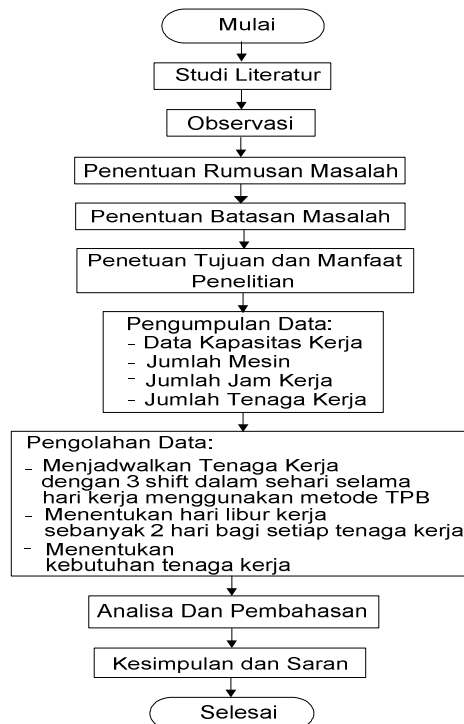 Mulai
Studi Literatur
Observasi
Penentuan Rumusan Masalah
Penentuan Batasan Masalah
Penetuan Tujuan dan Manfaat
Penelitian
Pengumpulan Data:
- Data Kapasitas Kerja
- Jumlah Mesin
- Jumlah Jam Kerja
- Jumlah Tenaga Kerja
Pengolahan Data:
- Menjadwalkan Tenaga Kerja
dengan 3 shift dalam sehari selama
hari kerja menggunakan metode TPB
- Menentukan hari libur kerja
sebanyak 2 hari bagi setiap tenaga kerja
- Menentukan
kebutuhan tenaga kerja
Analisa Dan Pembahasan
Kesimpulan dan Saran
Selesai